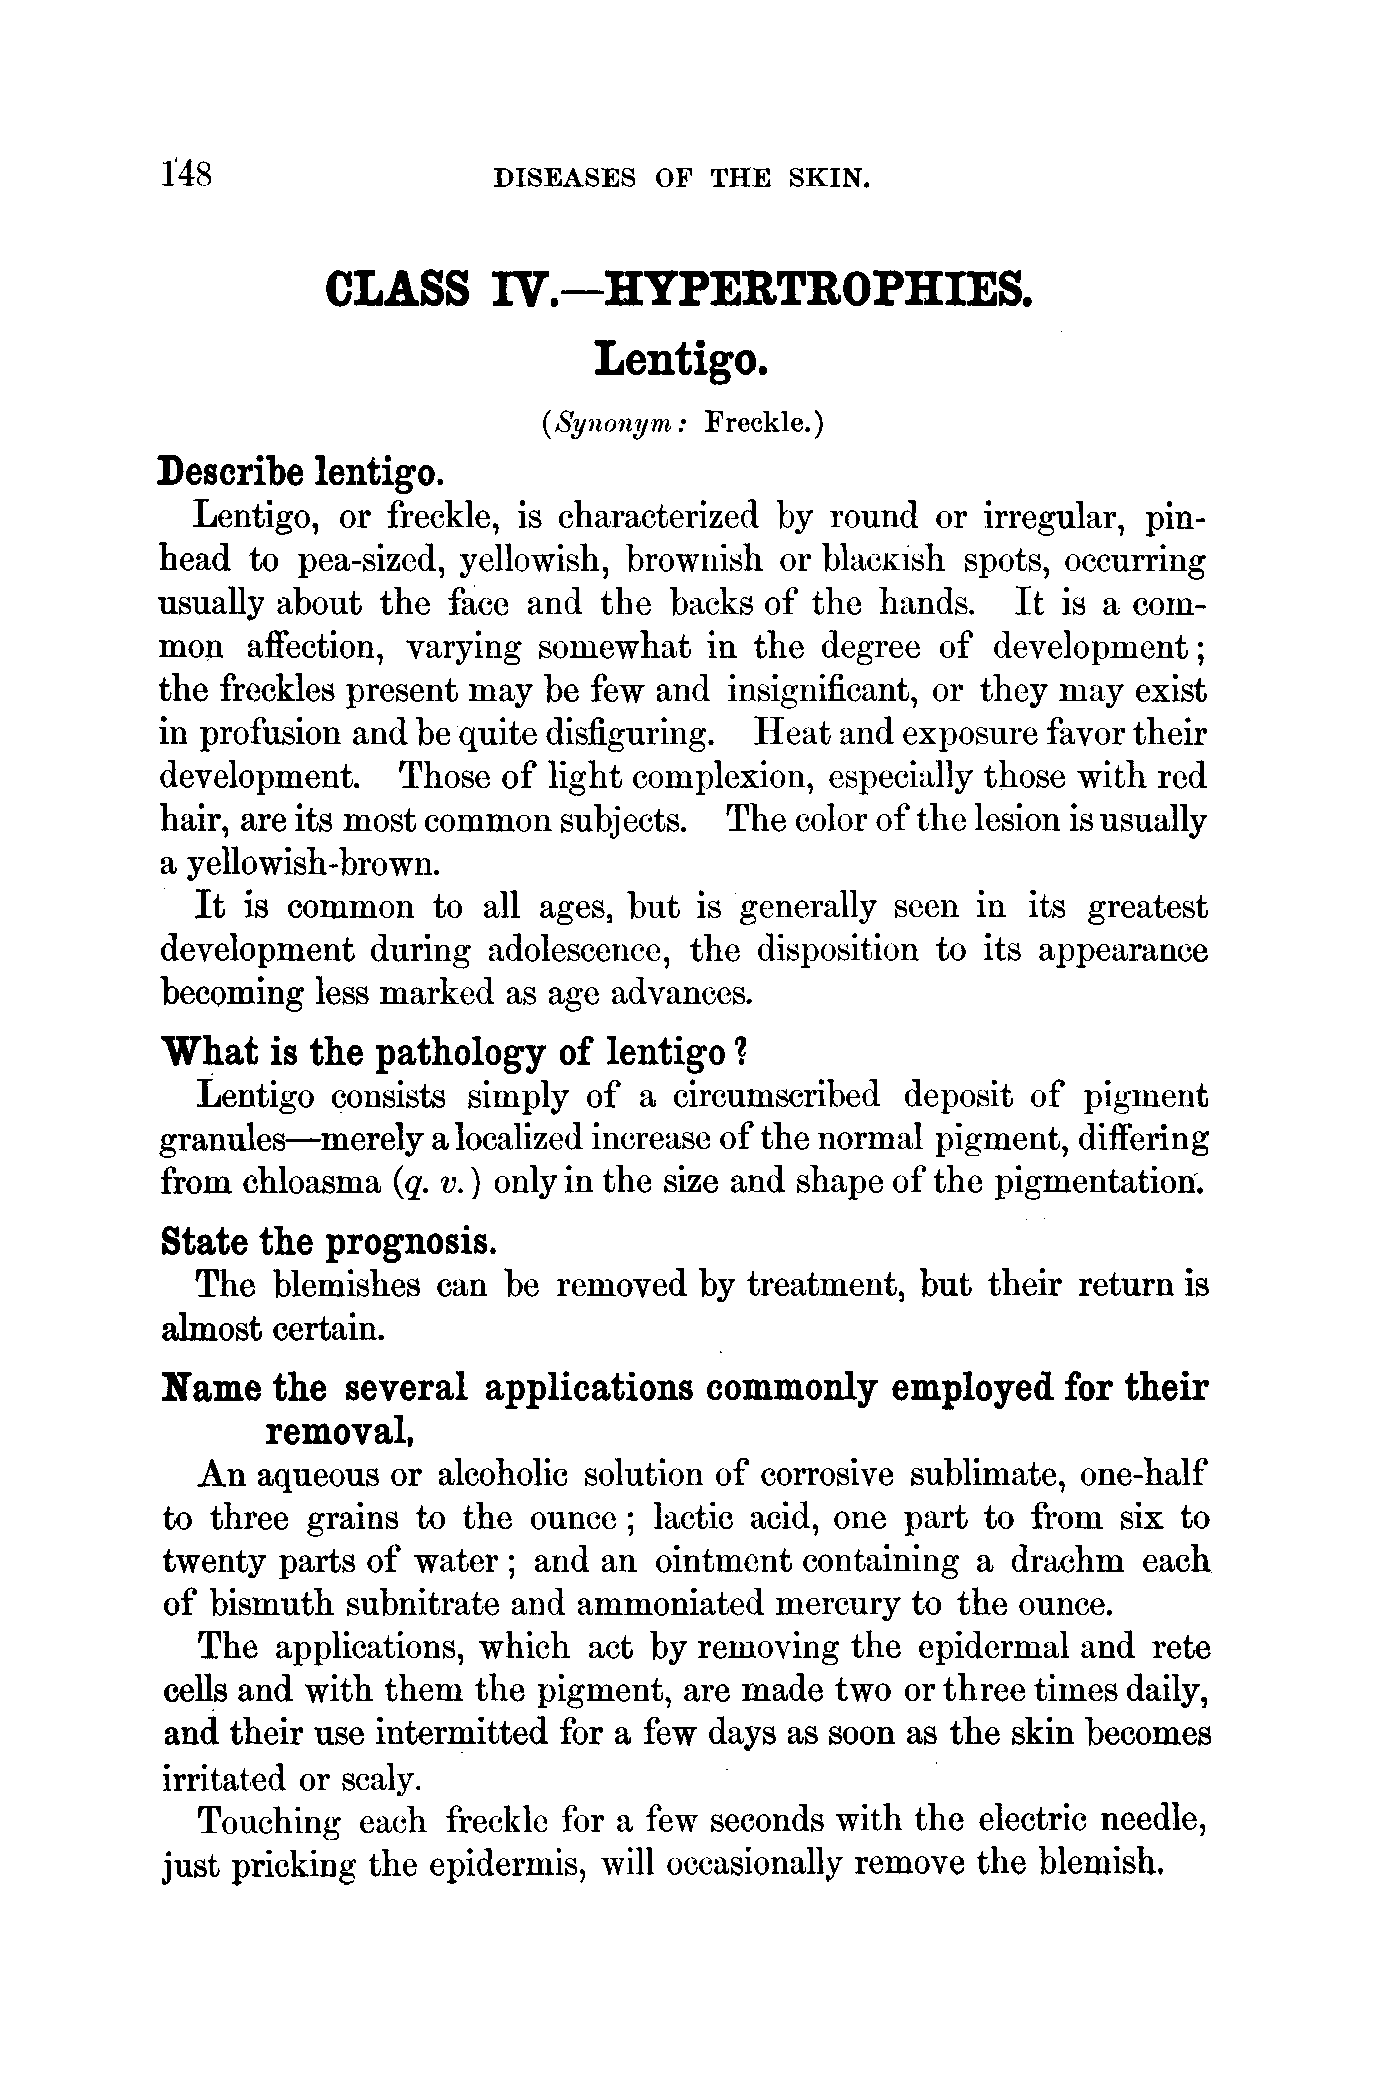 148 DISEASES OF THE SKIN.
CLASS IV.—HYPERTROPHIES.
Lentigo.
(Synonym: Freckle.)
Describe lentigo.
Lentigo, or freckle, is characterized by round or irregular, pin-
head to pea-sized, yellowish, brownish or blackish spots, occurring
usually about the face and the backs of the hands. It is a com-
mon affection, varying somewhat in the degree of development;
the freckles present may be few and insignificant, or they may exist
in profusion and be quite disfiguring. Heat and exposure favor their
development. Those of light complexion, especially those with red
hair, are its most common subjects. The color of the lesion is usually
a yellowish-brown.
It is common to all ages, but is generally seen in its greatest
development during adolescence, the disposition to its appearance
becoming less marked as age advances.
What is the pathology of lentigo?
Lentigo consists simply of a circumscribed deposit of pigment
granules—merely a localized increase of the normal pigment, differing
from chloasma (q. v.) only in the size and shape of the pigmentation.
State the prognosis.
The blemishes can be removed by treatment, but their return is
almost certain.
Name the several applications commonly employed for their
removal,
An aqueous or alcoholic solution of corrosive sublimate, one-half
to three grains to the ounce; lactic acid, one part to from six to
twenty parts of water; and an ointment containing a drachm each
of bismuth subnitrate and ammoniated mercury to the ounce.
The applications, which act by removing the epidermal and rete
cells and with them the pigment, are made two or three times daily,
and their use intermitted for a few days as soon as the skin becomes
irritated or scaly.
Touching each freckle for a few seconds with the electric needle,
just pricking the epidermis, will occasionally remove the blemish.